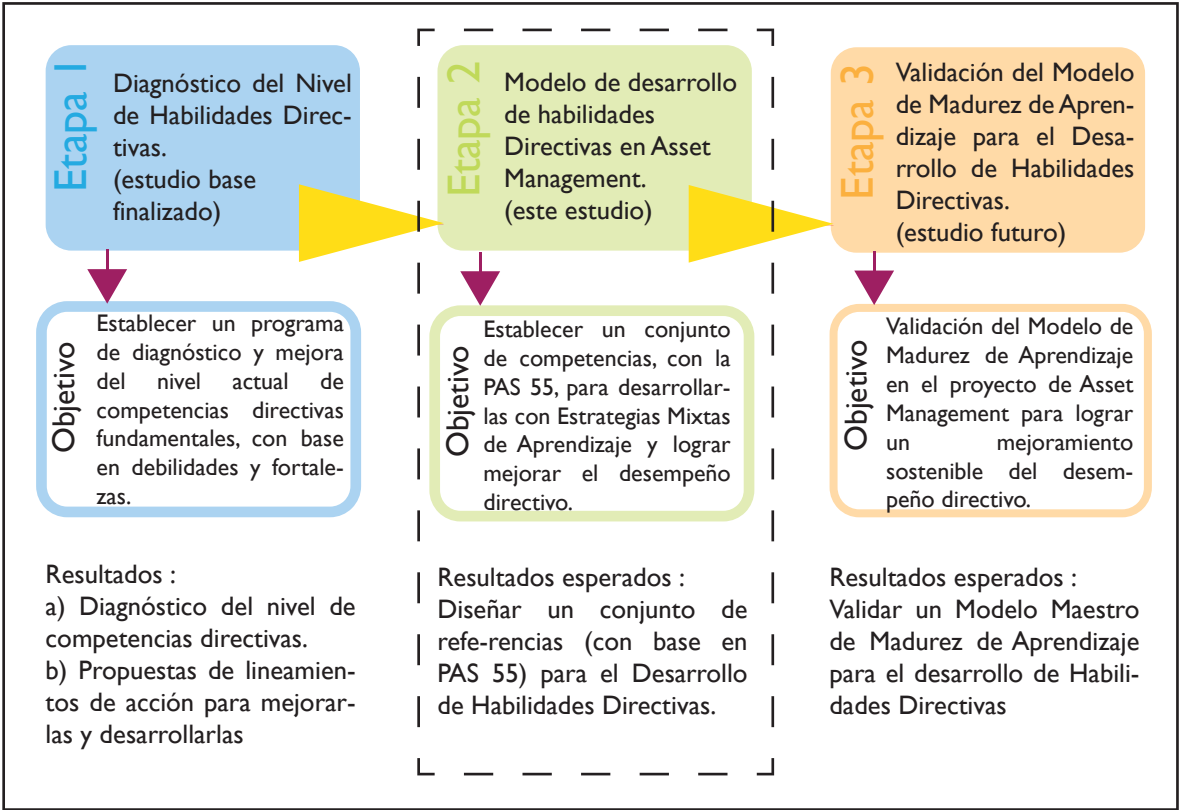 Etapa 1
Diagnóstico del Nivel
de Habilidades Direc-
tivas.
(estudio base
finalizado)
Objetivo
Establecer un programa
de diagnóstico y mejora
del nivel actual de
competencias directivas
fundamentales, con base
en debilidades y fortale-
zas.
Resultados :
a) Diagnóstico del nivel de
competencias directivas.
b) Propuestas de lineamien-
tos de acción para mejorar-
las y desarrollarlas
Etapa 2
Modelo de desarrollo
de habilidades
Directivas en Asset
Management.
(este estudio)
Objetivo
Establecer un conjunto
de competencias, con la
PAS 55, para desarrollar-
las con Estrategias Mixtas
de Aprendizaje y lograr
mejorar el desempeño
directivo.
Resultados esperados :
Diseñar un conjunto de
refe-rencias (con base en
PAS 55) para el Desarrollo
de Habilidades Directivas.
Etapa 3
Validación del Modelo
de Madurez de Apren-
dizaje para el Desa-
rrollo de Habilidades
Directivas.
(estudio futuro)
Objetivo
Validación del Modelo de
Madurez de Aprendizaje
en el proyecto de Asset
Management para lograr
un mejoramiento
sostenible del desem-
peño directivo.
Resultados esperados :
Validar un Modelo Maestro
de Madurez de Aprendizaje
para el desarrollo de Habili-
dades Directivas